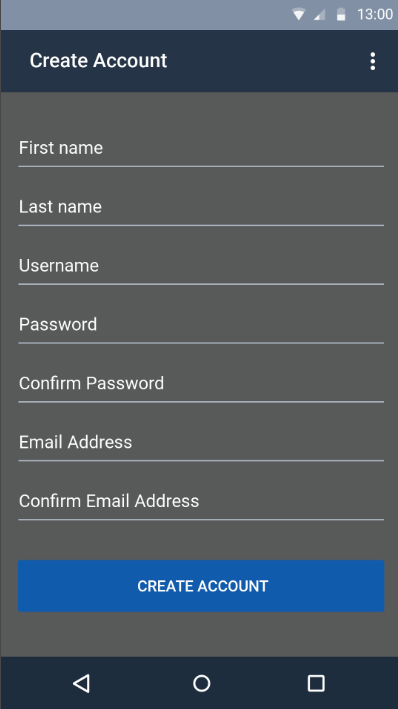 13:00
Create Account
First name
Last name
Username
Password
Confirm Password
Email Address
Confirm Email Address
CREATE ACCOUNT